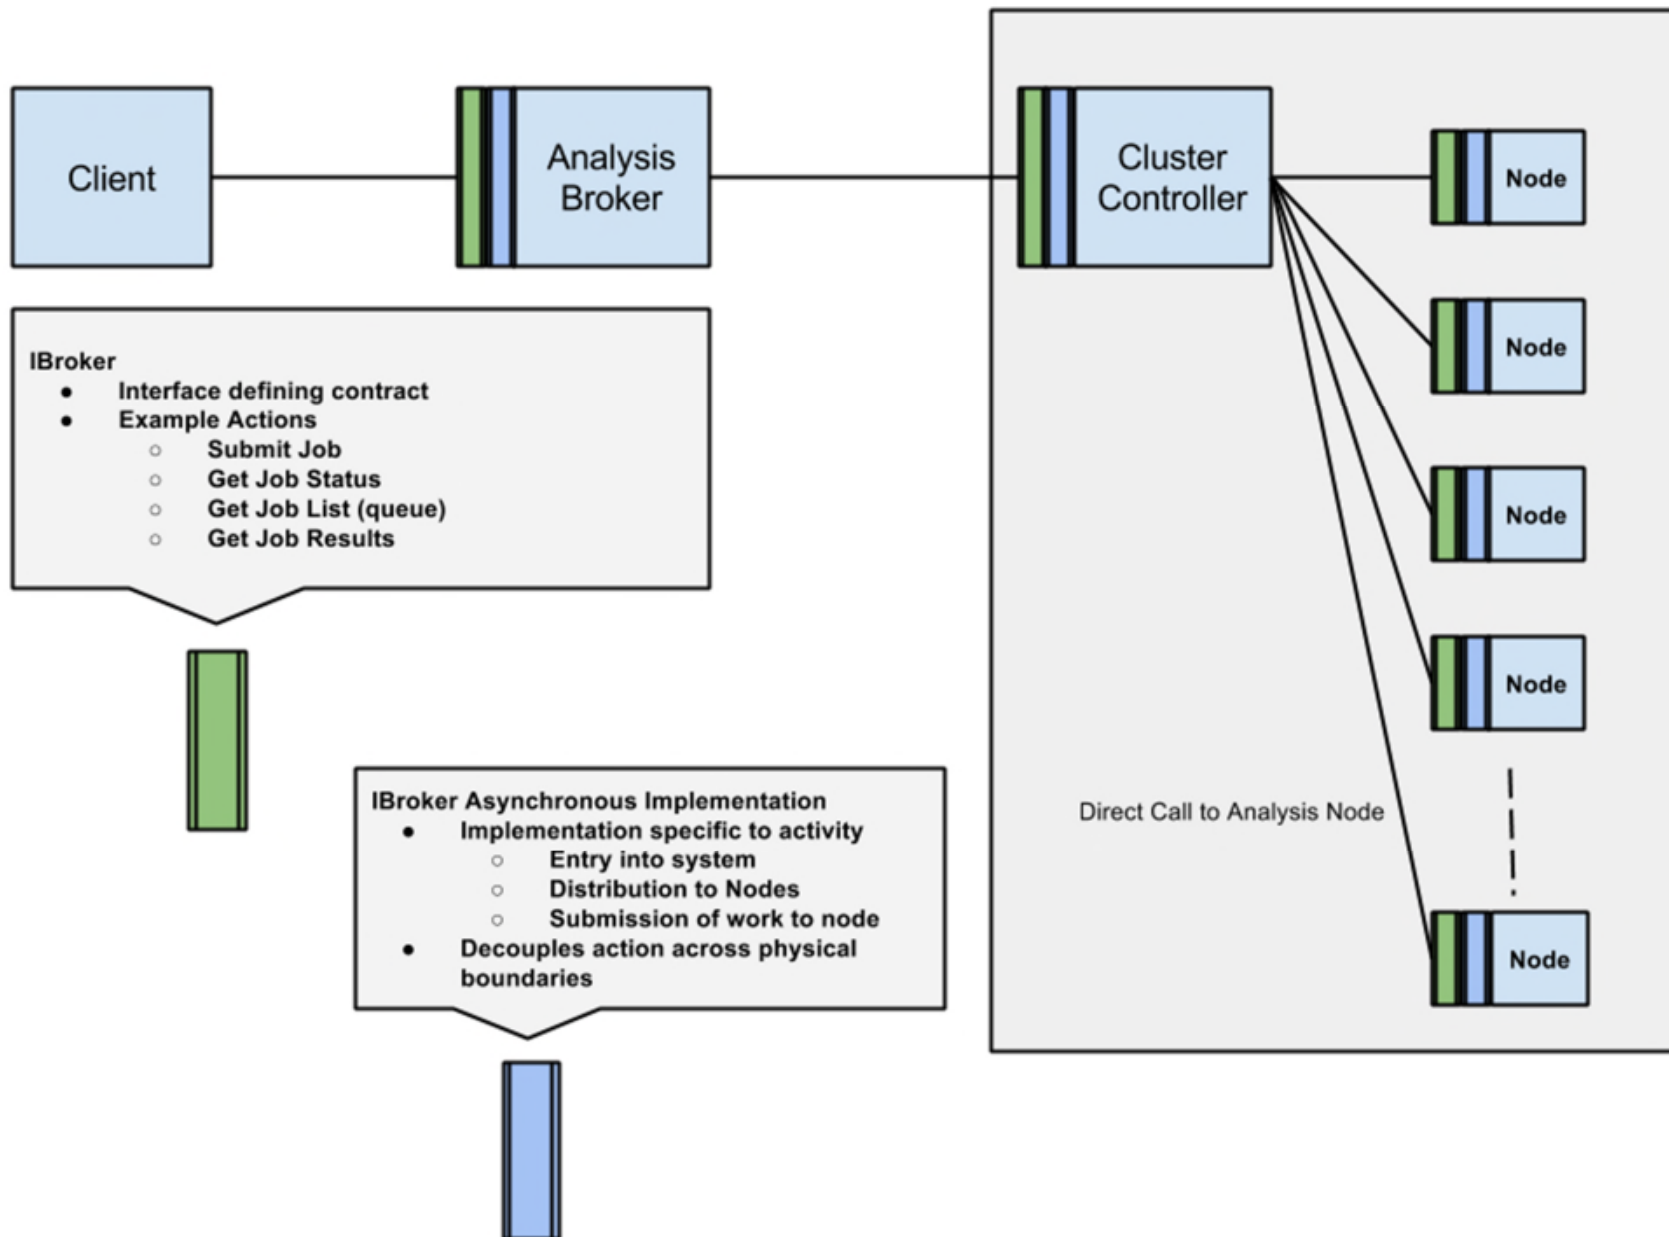 Client
Analysis
Broker
Cluster
Controller
Node
Node
Node
Node
Node
Direct Call to Analysis Node
IBroker
● Interface defining contract
● Example Actions
○ Submit Job
○ Get Job Status
○ Get Job List (queue)
○ Get Job Results
IBroker Asynchronous Implementation
● Implementation specific to activity
○ Entry into system
○ Distribution to Nodes
○ Submission of work to node
● Decouples action across physical
boundaries